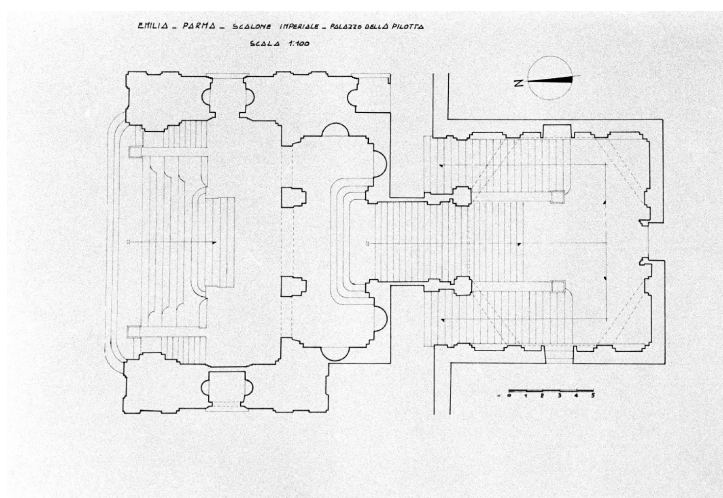 EMILIA _ PARMA _ SCALONE IMPERIALE _ PALAZZO DELLA PILOTTA
SCALA 1:100
N
0 1 2 3 4 5